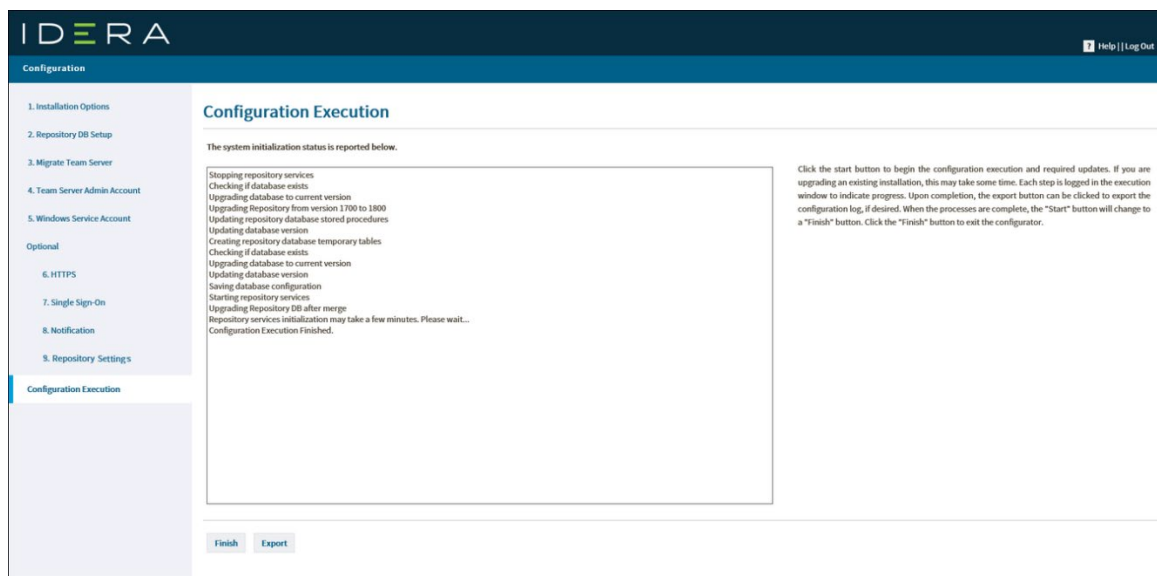 IDERA
? Help | | Log Out
Configuration
1. Installation Options
2. Repository DB Setup
3. Migrate Team Server
4. Team Server Admin Account
5. Windows Service Account
Optional
6. HTTPS
7. Single Sign-On
8. Notification
9. Repository Settings
Configuration Execution
Configuration Execution
The system initialization status is reported below.
Stopping repository services
Checking if database exists
Upgrading database to current version
Upgrading Repository from version 1700 to 1800
Updating repository database stored procedures
Updating database version
Creating repository database temporary tables
Checking if database exists
Upgrading database to current version
Updating database version
Saving database configuration
Starting repository services
Upgrading Repository DB after merge
Repository services initialization may take a few minutes. Please wait...
Configuration Execution Finished.
Click the start button to begin the configuration execution and required updates. If you are
upgrading an existing installation, this may take some time. Each step is logged in the execution
window to indicate progress. Upon completion, the export button can be clicked to export the
configuration log, if desired. When the processes are complete, the "Start" button will change to
a "Finish" button. Click the "Finish" button to exit the configurator.
Finish Export